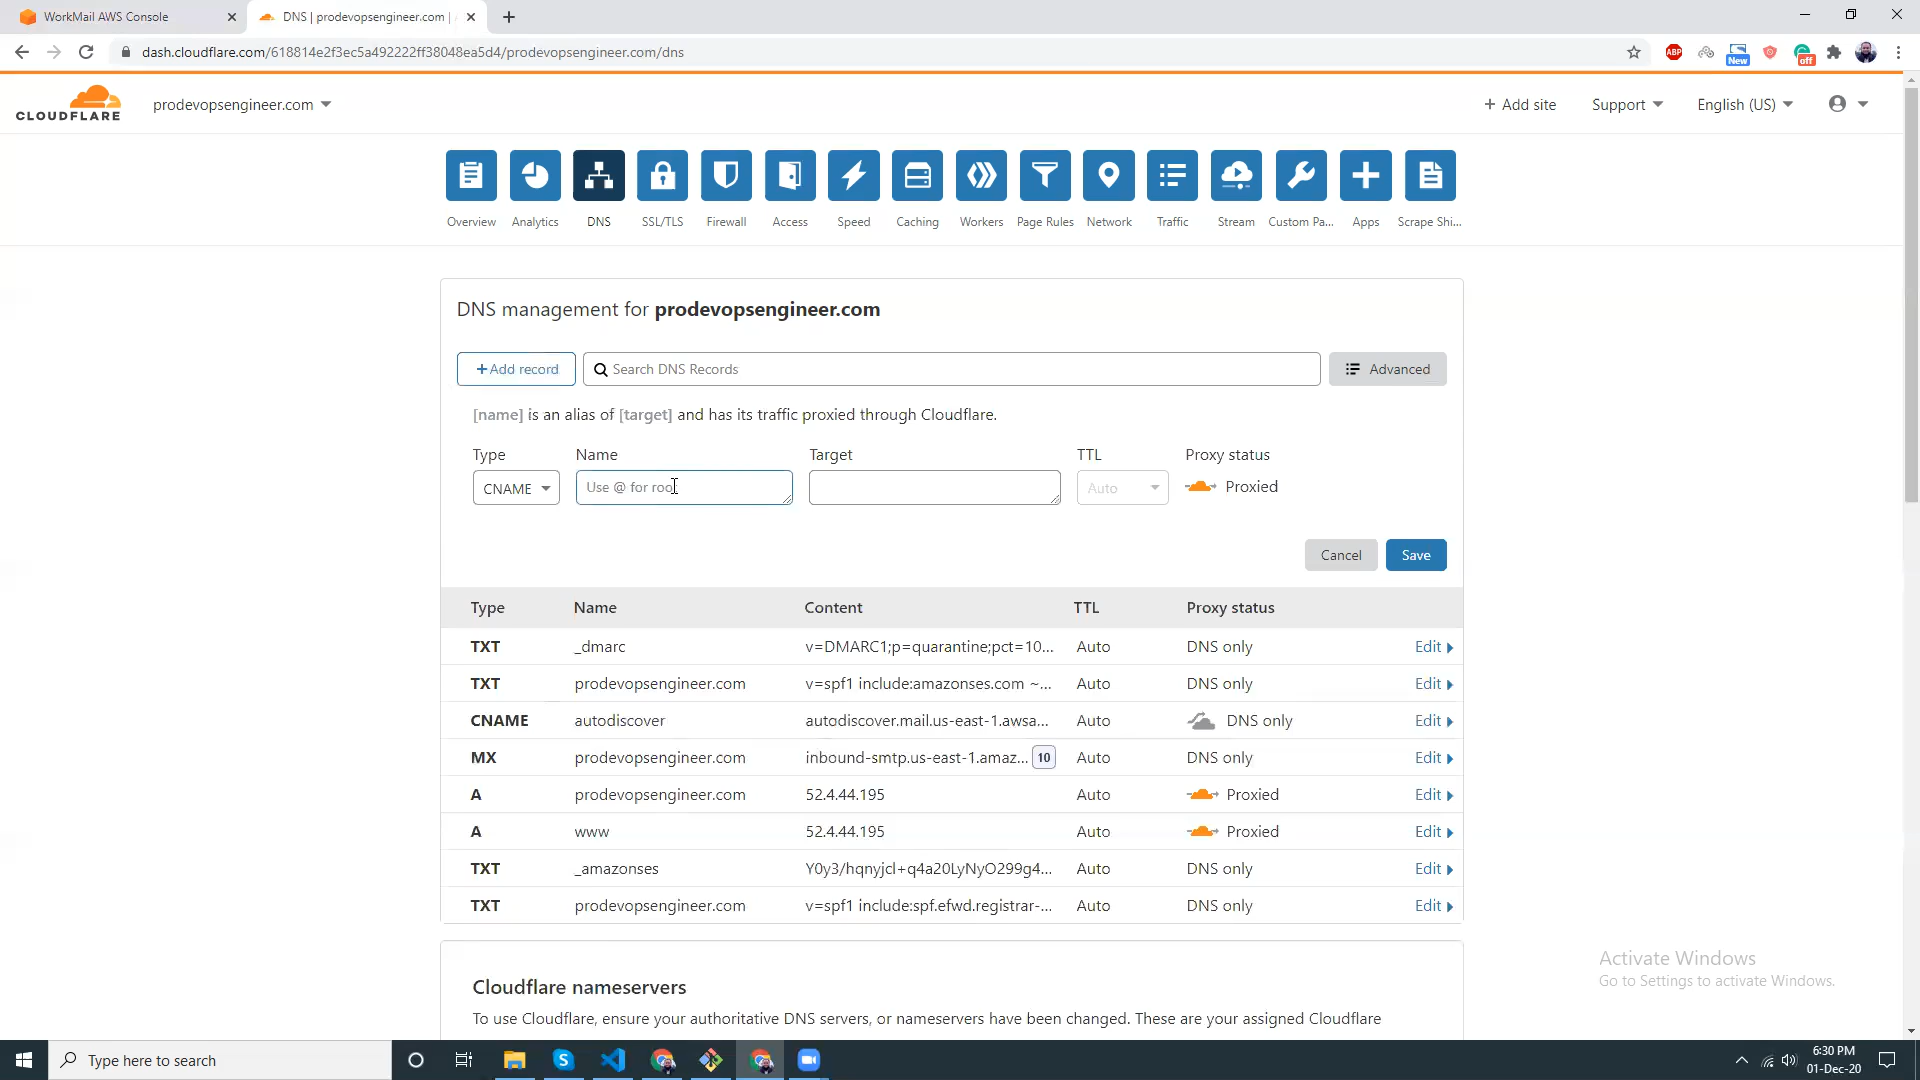 WorkMail AWS Console
DNS | prodevopsengineer.com |
dash.cloudflare.com/618814e2f3ec5a492222ff38048ea5d4/prodevopsengineer.com/dns
ABP
New
off
CLOUDFLARE
prodevopsengineer.com
+ Add site
Support
English (US)
Overview
Analytics
DNS
SSL/TLS
Firewall
Access
Speed
Caching
Workers
Page Rules
Network
Traffic
Stream
Custom Pa...
Apps
Scrape Shi...
DNS management for prodevopsengineer.com
+Add record
Search DNS Records
Advanced
[name] is an alias of [target] and has its traffic proxied through Cloudflare.
Type Name Target TTL Proxy status
CNAME Use @ for roo Auto Proxied
Cancel Save
Type Name Content TTL Proxy status
TXT _dmarc v=DMARC1;p=quarantine;pct=10... Auto DNS only Edit
TXT prodevopsengineer.com v=spf1 include:amazonses.com ~... Auto DNS only Edit
CNAME autodiscover autodiscover.mail.us-east-1.awsa... Auto DNS only Edit
MX prodevopsengineer.com inbound-smtp.us-east-1.amaz... 10 Auto DNS only Edit
A prodevopsengineer.com 52.4.44.195 Auto Proxied Edit
A www 52.4.44.195 Auto Proxied Edit
TXT _amazonses Y0y3/hqnyjcl+q4a20LyNyO299g4... Auto DNS only Edit
TXT prodevopsengineer.com v=spf1 include:spf.efwd.registrar-... Auto DNS only Edit
Cloudflare nameservers
To use Cloudflare, ensure your authoritative DNS servers, or nameservers have been changed. These are your assigned Cloudflare
Activate Windows
Go to Settings to activate Windows.
Type here to search
6:30 PM
01-Dec-20